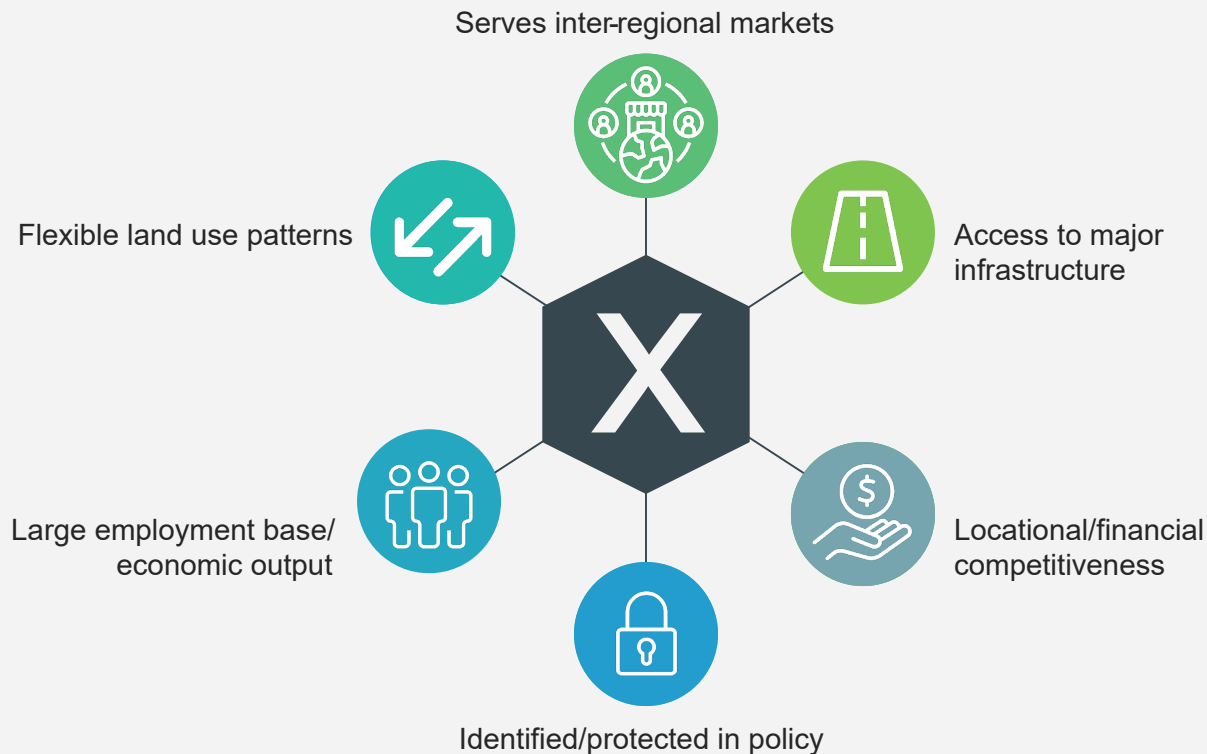 Serves inter-regional markets
Flexible land use patterns
Access to major
infrastructure
X
$
Large employment base/
economic output
Locational/financial
competitiveness
Identified/protected in policy